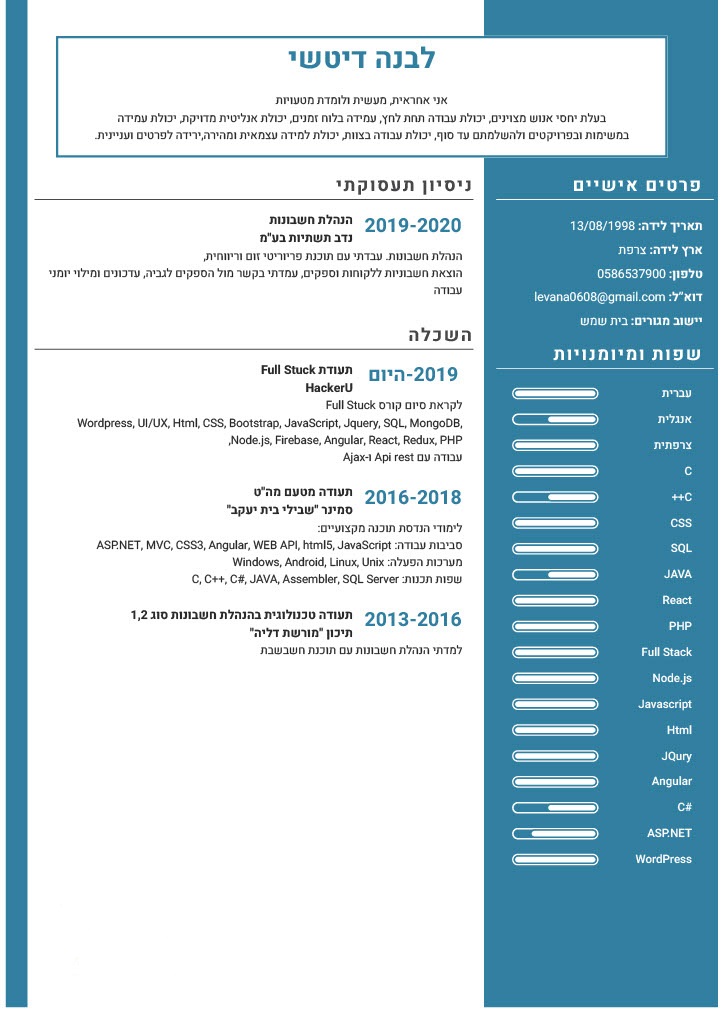 לבנה דיטשי
אני אחראית, מעשית ולומדת מטעויות
בעלת יחסי אנוש מצוינים, יכולת עבודה תחת לחץ, עמידה בלוח זמנים, יכולת אנליטית מדויקת, יכולת עמידה
במשימות ובפרויקטים ולהשלמתם עד סוף, יכולת עבודה בצוות, יכולת למידה עצמאית ומהירה,ירידה לפרטים ועניינית.
פרטים אישיים
תאריך לידה: 13/08/1998
ארץ לידה: צרפת
טלפון: 0586537900
דוא"ל: levana0608@gmail.com
יישוב מגורים: בית שמש
שפות ומיומנויות
עברית
אנגלית
צרפתית
C
C++
CSS
SQL
JAVA
React
PHP
Full Stack
Node.js
Javascript
Html
JQury
Angular
C#
ASP.NET
WordPress
ניסיון תעסוקתי
2019-2020 הנהלת חשבונות
נדב תשתיות בע"מ
הנהלת חשבונות. עבדתי עם תוכנת פריוריטי זום וריווחית,
הוצאת חשבוניות ללקוחות וספקים, עמדתי בקשר מול הספקים לגביה, עדכונים ומילוי יומני
עבודה
השכלה
2019-היום תעודת Full Stuck
HackerU
לקראת סיום קורס Full Stuck
Wordpress, UI/UX, Html, CSS, Bootstrap, JavaScript, Jquery, SQL, MongoDB,
Node.js, Firebase, Angular, React, Redux, PHP,
עבודה עם Api rest ו-Ajax
2016-2018 תעודה מטעם מה"ט
סמינר "שבילי בית יעקב"
לימודי הנדסת תוכנה מקצועיים:
סביבות עבודה: ASP.NET, MVC, CSS3, Angular, WEB API, html5, JavaScript
מערכות הפעלה: Windows, Android, Linux, Unix
שפות תכנות: C, C++, C#, JAVA, Assembler, SQL Server
2013-2016 תעודה טכנולוגית בהנהלת חשבונות סוג 1,2
תיכון "מורשת דליה"
למדתי הנהלת חשבונות עם תוכנת חשבשבת